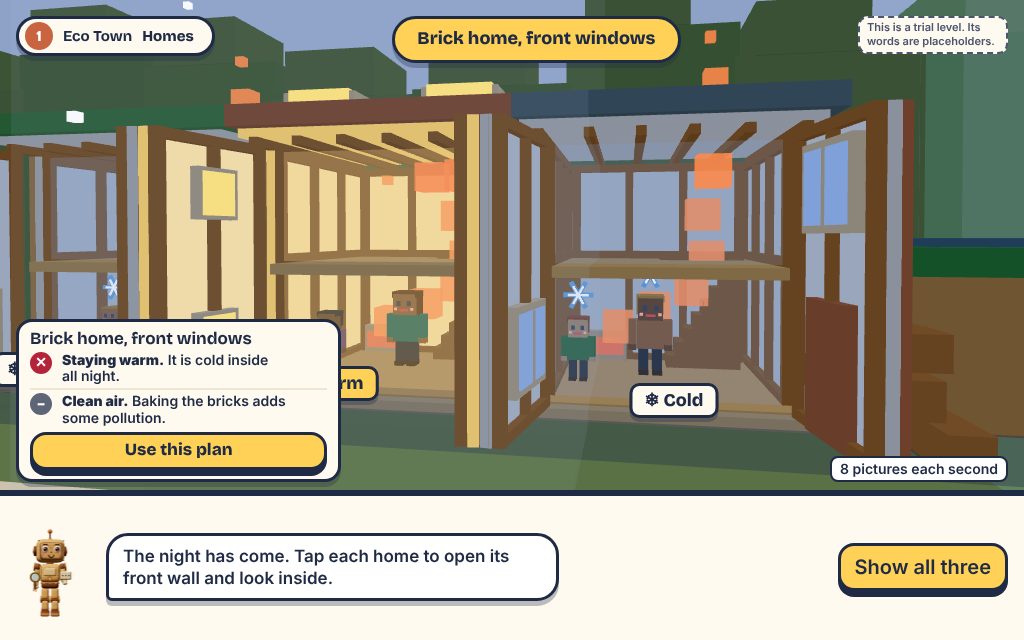 1 Eco Town Homes
Brick home, front windows
This is a trial level. Its
words are placeholders.
Brick home, front windows
Staying warm. It is cold inside
all night.
Clean air. Baking the bricks adds
some pollution.
Use this plan
rm
Cold
8 pictures each second
The night has come. Tap each home to open its
front wall and look inside.
Show all three